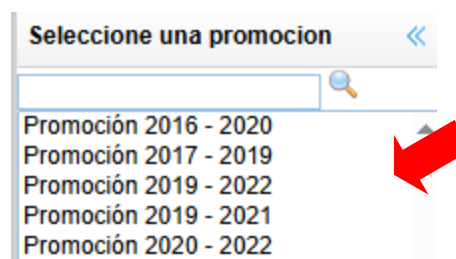 Seleccione una promocion
Promoción 2016 - 2020
Promoción 2017 - 2019
Promoción 2019 - 2022
Promoción 2019 - 2021
Promoción 2020 - 2022